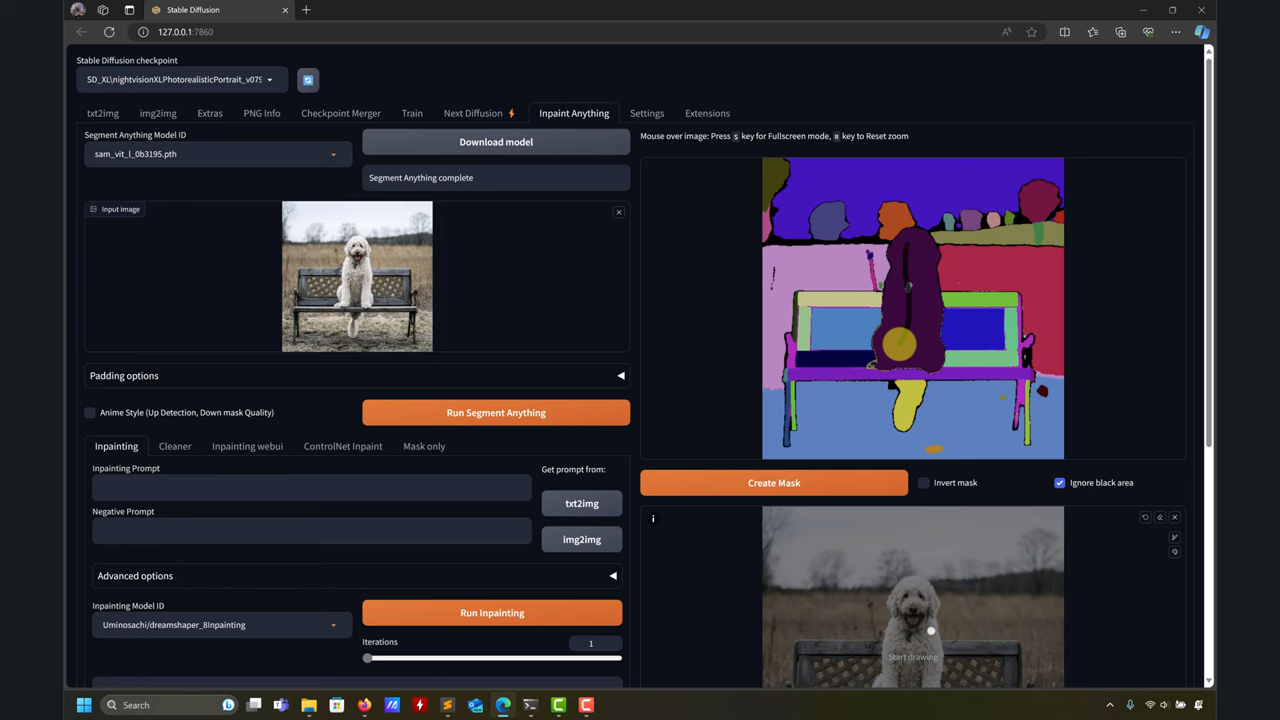 Stable Diffusion
127.0.0.1:7860
Stable Diffusion checkpoint
SD_XL\nightvisionXLPhotorealisticPortrait_v079
txt2img img2img Extras PNG Info Checkpoint Merger Train Next Diffusion Inpaint Anything Settings Extensions
Segment Anything Model ID
sam_vit_l_0b3195.pth
Download model
Segment Anything complete
Input image
Padding options
Anime Style (Up Detection, Down mask Quality)
Run Segment Anything
Inpainting Cleaner Inpainting webui ControlNet Inpaint Mask only
Inpainting Prompt
Get prompt from:
txt2img
Negative Prompt
img2img
Advanced options
Inpainting Model ID
Uminosachi/dreamshaper_8Inpainting
Run Inpainting
Iterations
1
Mouse over image: Press S key for Fullscreen mode, R key to Reset zoom
Create Mask
Invert mask
Ignore black area
Start drawing
Search